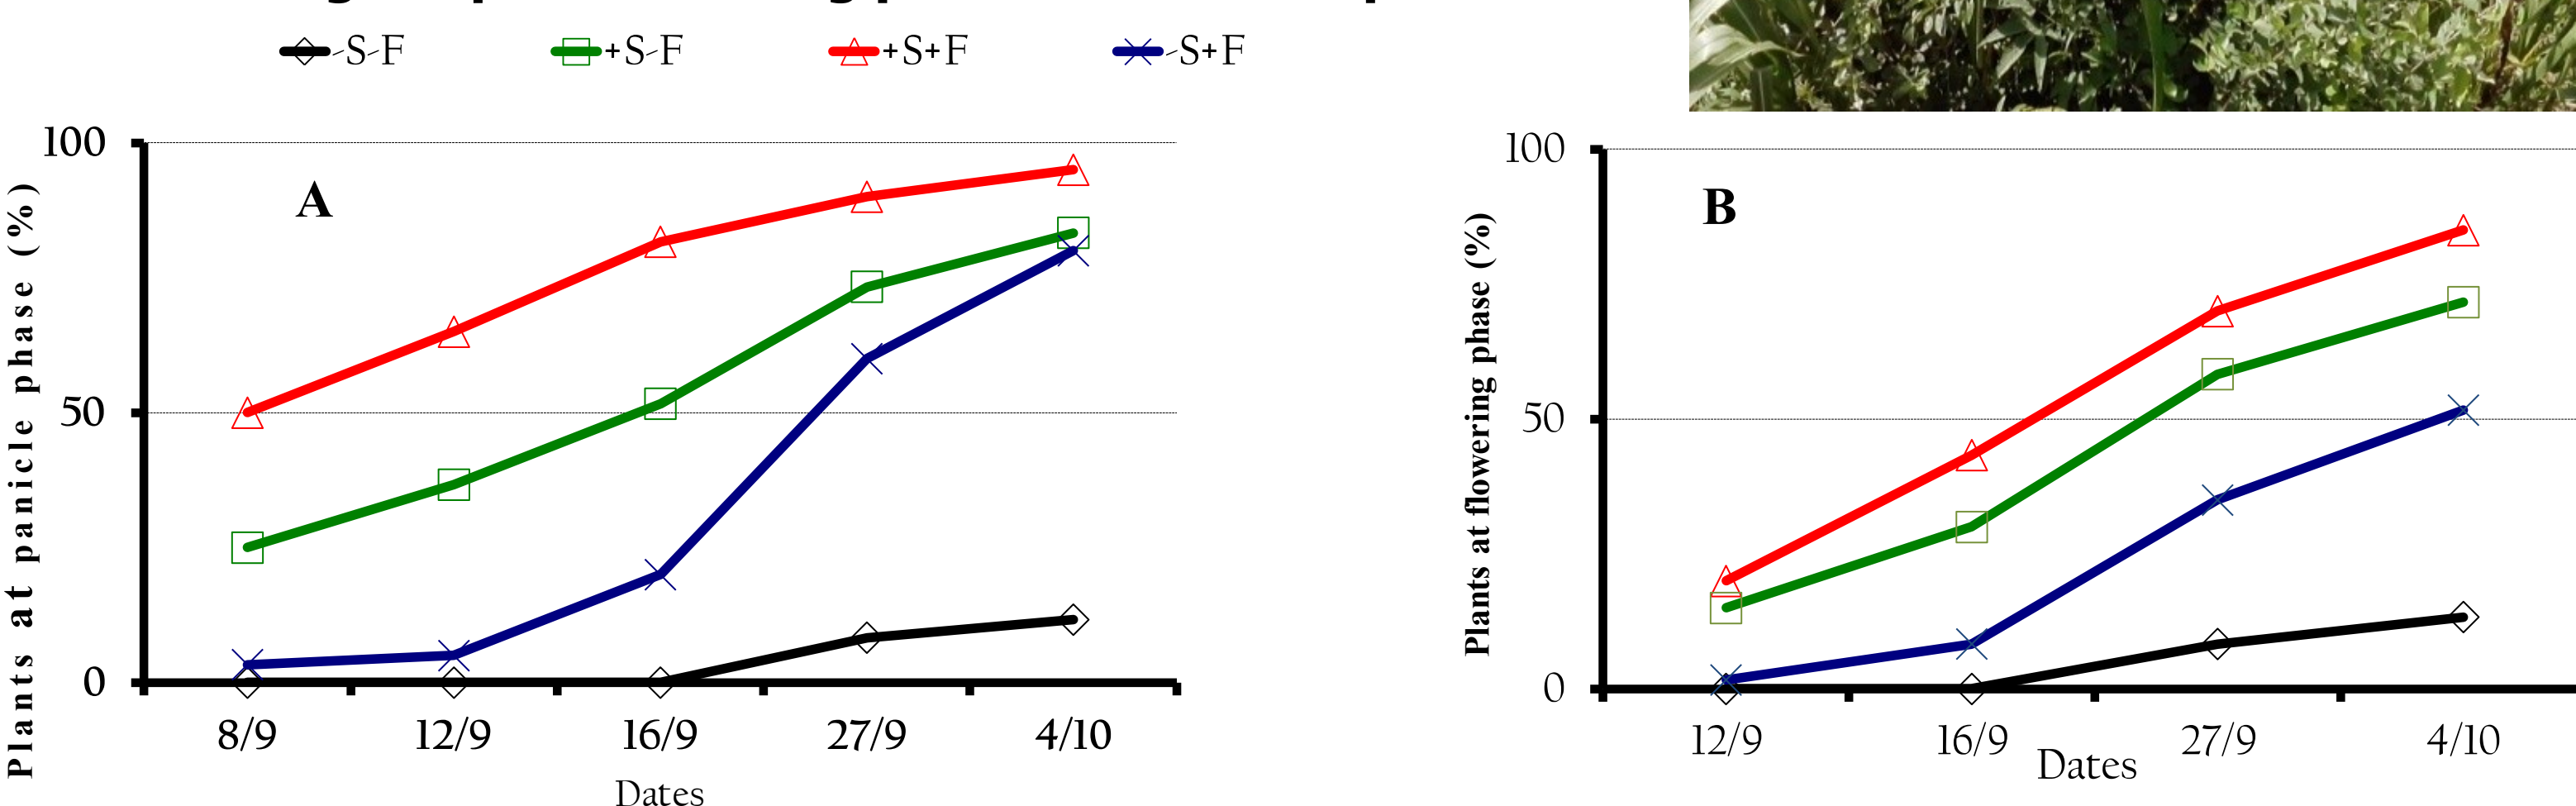 -S-F
+S-F
+S+F
-S+F
Plants at panicle phase (%)
100
50
0
A
8/9
12/9
16/9
27/9
4/10
Dates
Plants at flowering phase (%)
100
50
0
B
12/9
16/9
27/9
4/10
Dates